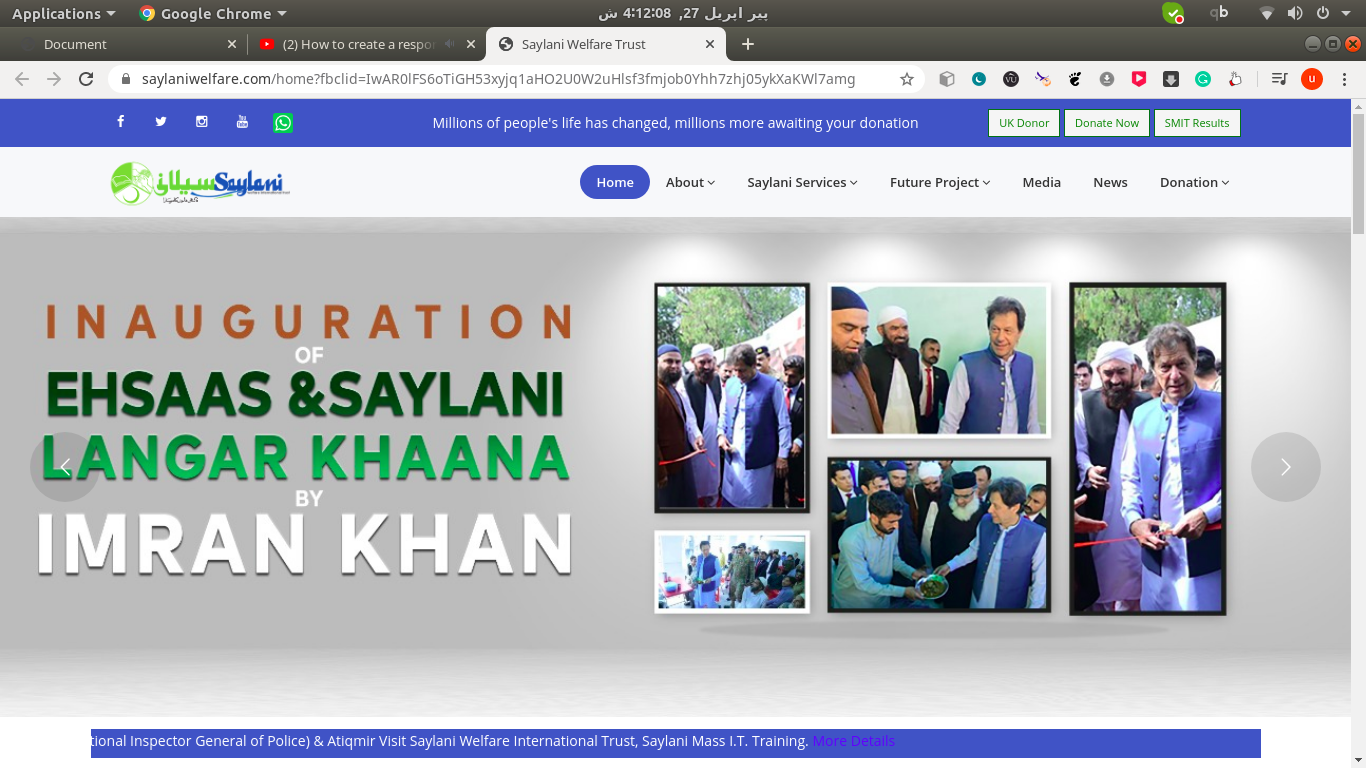 Applications
Google Chrome
پیر اپریل 27, 4:12:08 ش
qb
Document
(2) How to create a respo
Saylani Welfare Trust
saylaniwelfare.com/home?fbclid=IwAR0lFS6oTiGH53xyjq1aHO2U0W2uHlsf3fmjob0Yhh7zhj05ykXaKWl7amg
VU
u
Millions of people's life has changed, millions more awaiting your donation
UK Donor
Donate Now
SMIT Results
سیلانی Saylani
Home
About
Saylani Services
Future Project
Media
News
Donation
INAUGURATION
OF
EHSAAS &SAYLANI
LANGAR KHAANA
BY
IMRAN KHAN
tional Inspector General of Police) & Atiqmir Visit Saylani Welfare International Trust, Saylani Mass I.T. Training. More Details